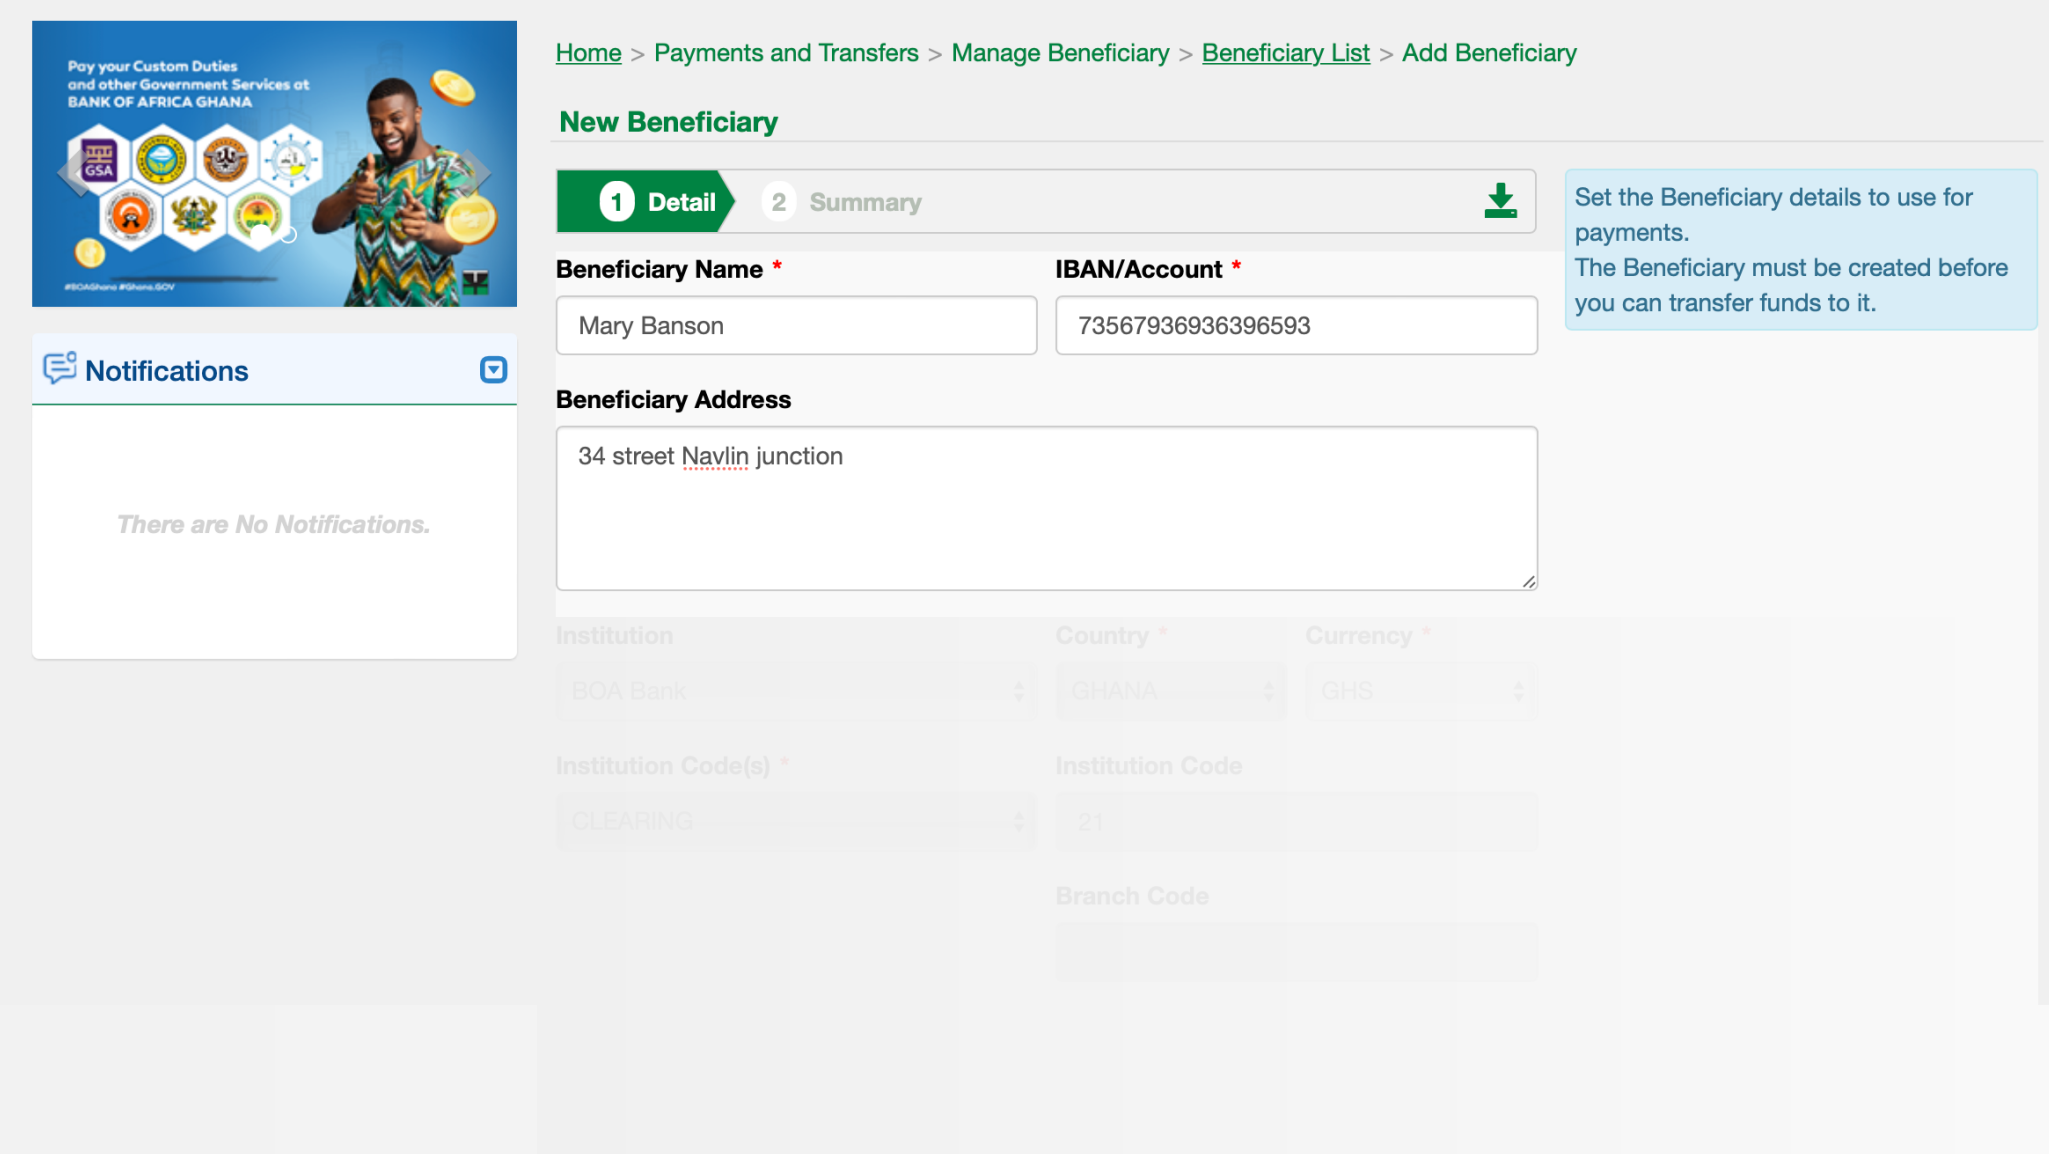 Pay your Custom Duties
and other Government Services at
BANK OF AFRICA GHANA
GSA
#BOAGhana #Ghana.GOV
Notifications
There are No Notifications.
Home > Payments and Transfers > Manage Beneficiary > Beneficiary List > Add Beneficiary
New Beneficiary
1 Detail 2 Summary
Set the Beneficiary details to use for
payments.
The Beneficiary must be created before
you can transfer funds to it.
Beneficiary Name * IBAN/Account *
Mary Banson 73567936936396593
Beneficiary Address
34 street Navlin junction
Institution Country * Currency *
BOA Bank GHANA GHS
Institution Code(s) * Institution Code
CLEARING 21
Branch Code